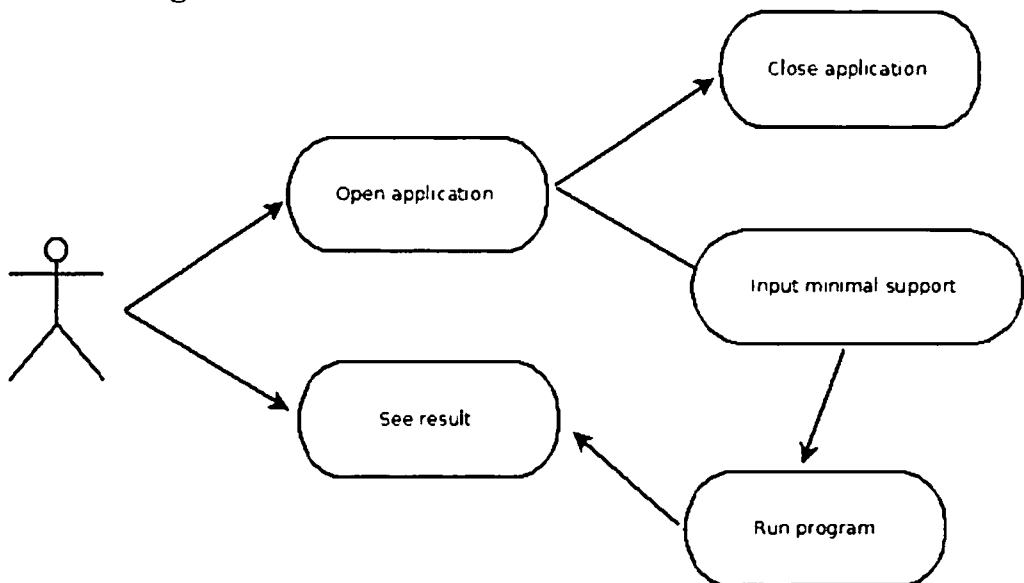 Close application
Open application
Input minimal support
See result
Run program